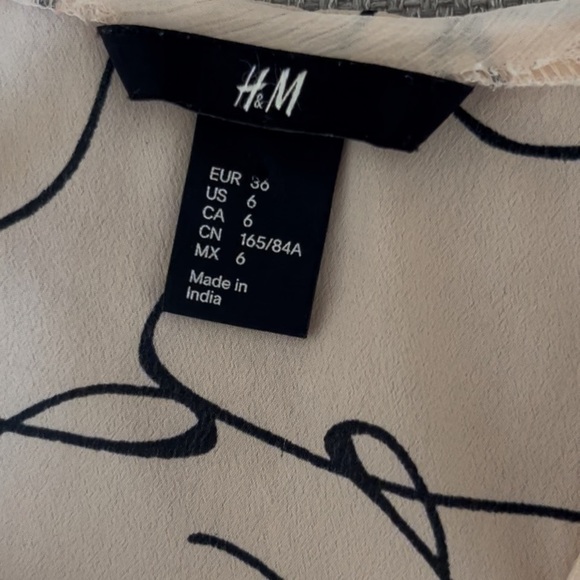 H&M
EUR 36
US 6
CA 6
CN 165/84A
MX 6
Made in
India